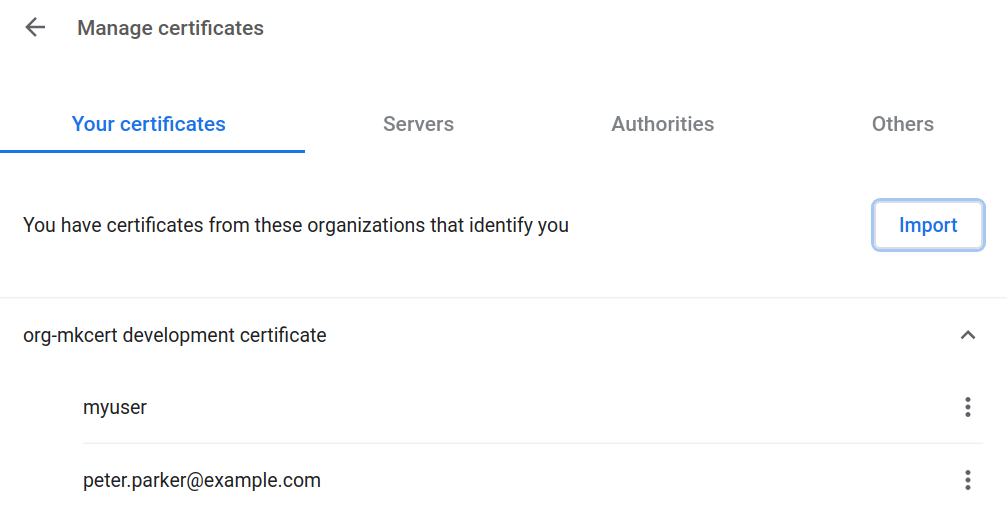 Manage certificates
Your certificates Servers Authorities Others
You have certificates from these organizations that identify you Import
org-mkcert development certificate
myuser
peter.parker@example.com